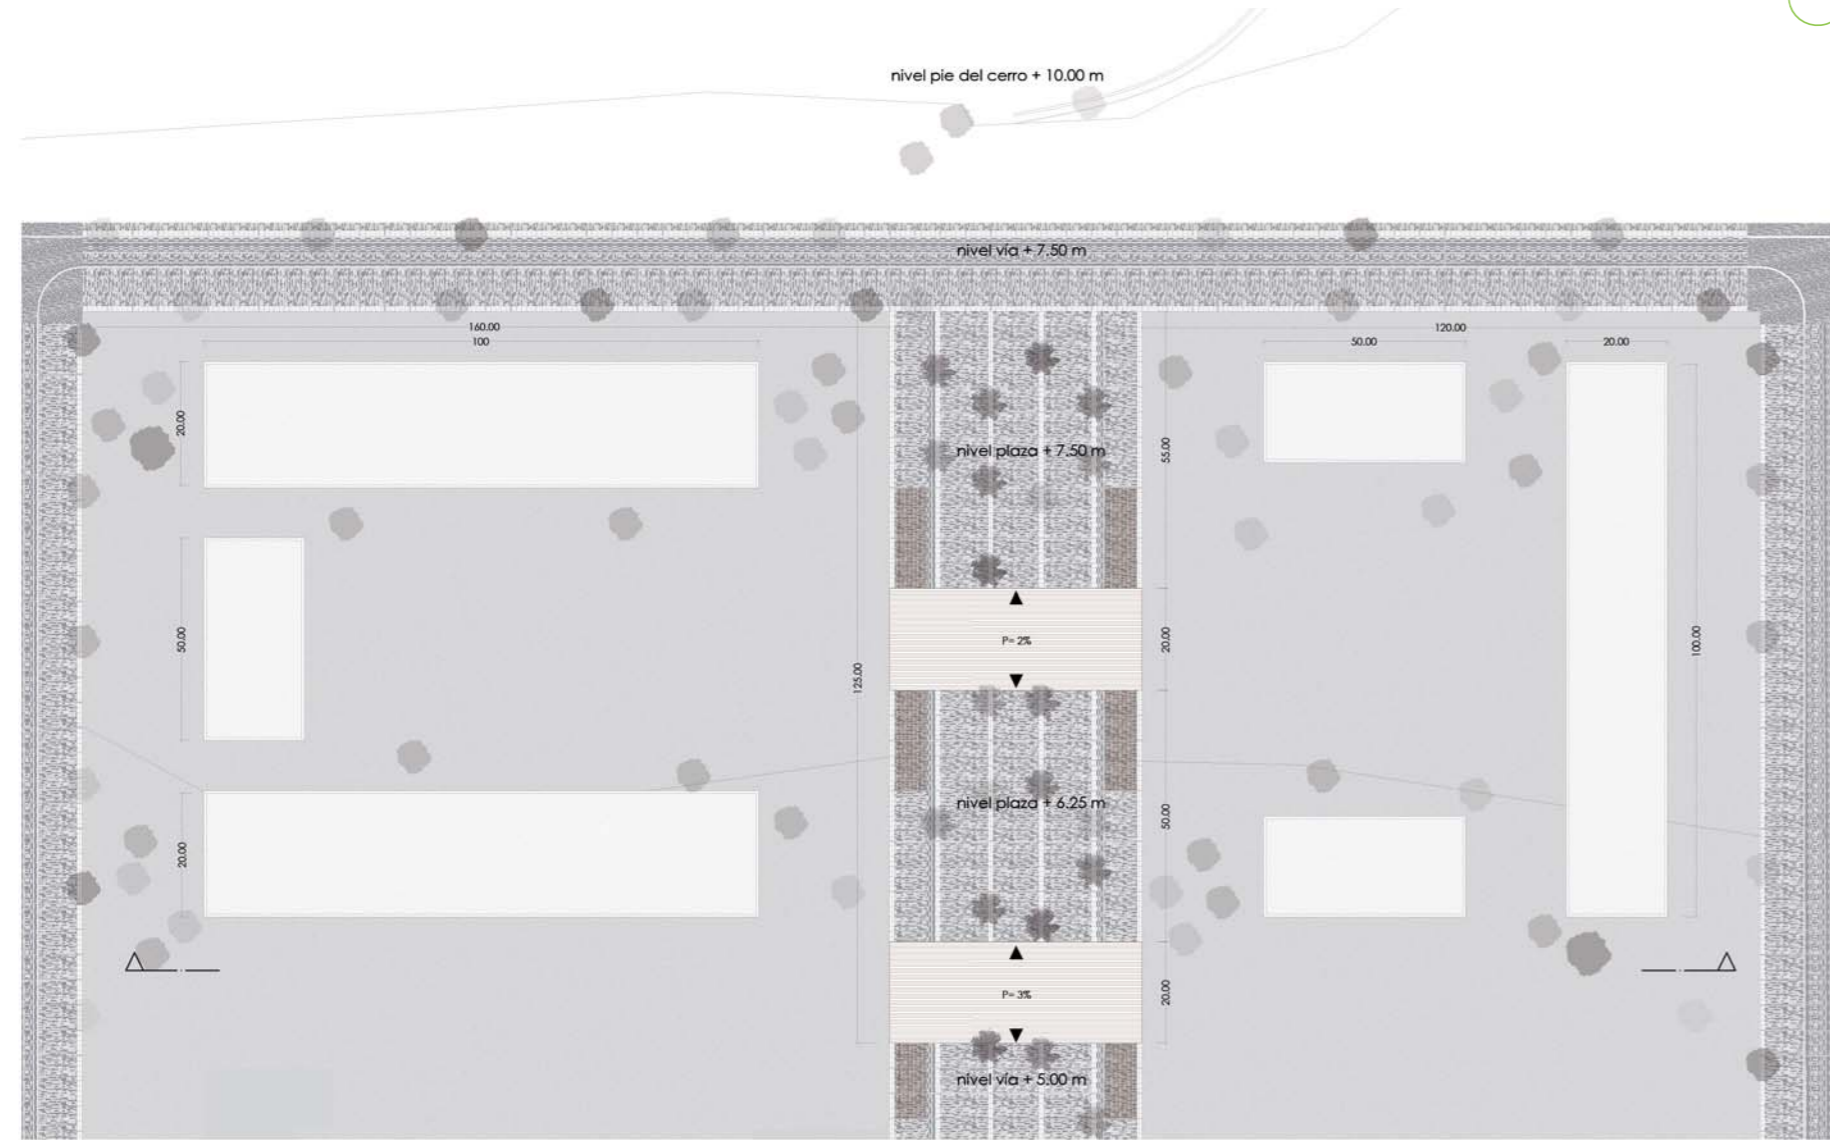 nivel pie del cerro + 10.00 m
nivel vía + 7.50 m
160.00
100
120.00
50.00
20.00
20.00
nivel plaza + 7.50 m
55.00
50.00
P= 2%
20.00
100.00
125.00
nivel plaza + 6.25 m
50.00
20.00
P= 3%
20.00
nivel vía + 5.00 m